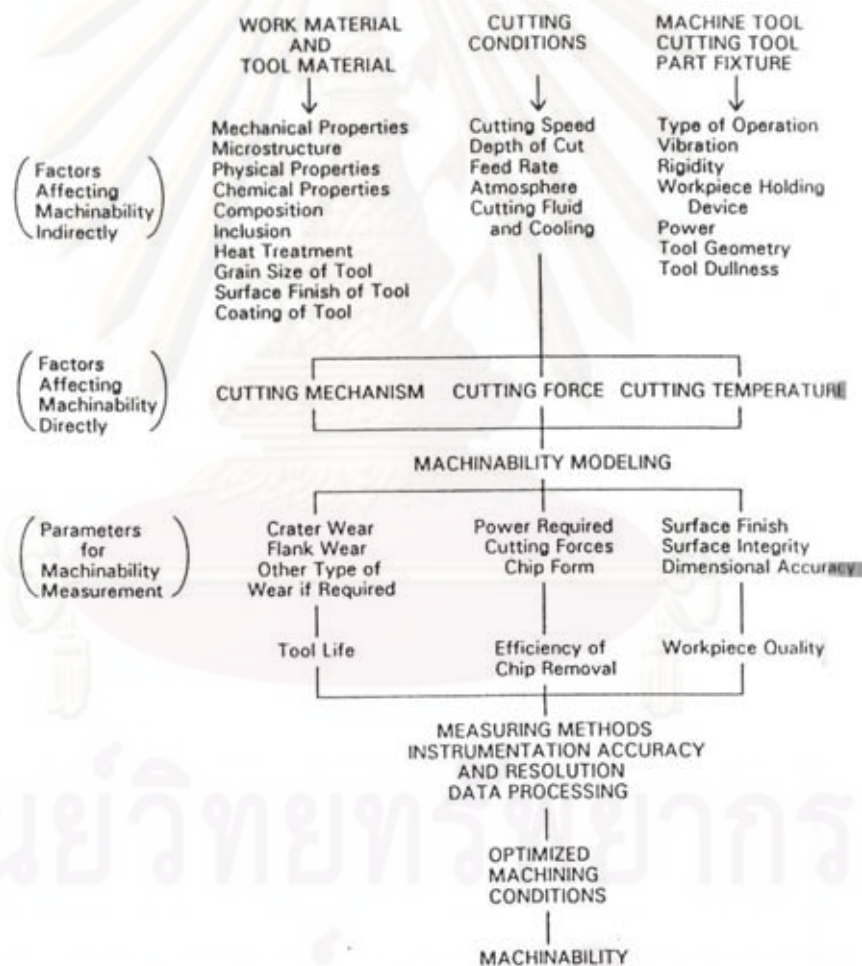 WORK MATERIAL
AND
TOOL MATERIAL
CUTTING
CONDITIONS
MACHINE TOOL
CUTTING TOOL
PART FIXTURE
Factors
Affecting
Machinability
Indirectly
Mechanical Properties
Microstructure
Physical Properties
Chemical Properties
Composition
Inclusion
Heat Treatment
Grain Size of Tool
Surface Finish of Tool
Coating of Tool
Cutting Speed
Depth of Cut
Feed Rate
Atmosphere
Cutting Fluid
and Cooling
Type of Operation
Vibration
Rigidity
Workpiece Holding
Device
Power
Tool Geometry
Tool Dullness
Factors
Affecting
Machinability
Directly
CUTTING MECHANISM
CUTTING FORCE
CUTTING TEMPERATURE
MACHINABILITY MODELING
Parameters
for
Machinability
Measurement
Crater Wear
Flank Wear
Other Type of
Wear if Required
Power Required
Cutting Forces
Chip Form
Surface Finish
Surface Integrity
Dimensional Accuracy
Tool Life
Efficiency of
Chip Removal
Workpiece Quality
MEASURING METHODS
INSTRUMENTATION ACCURACY
AND RESOLUTION
DATA PROCESSING
OPTIMIZED
MACHINING
CONDITIONS
MACHINABILITY